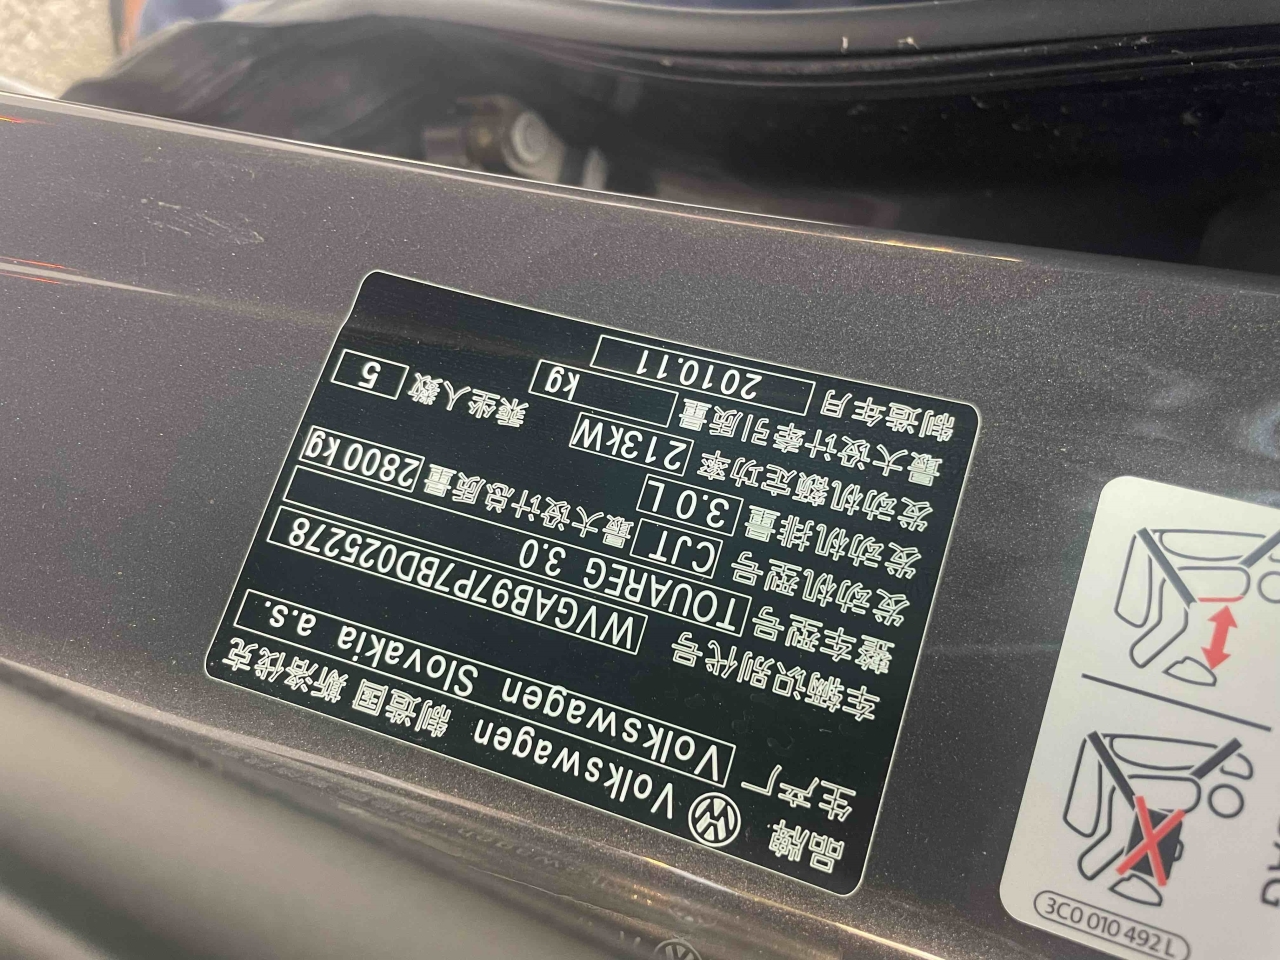 品牌 Volkswagen 制造国 斯洛伐克
生产厂 Volkswagen Slovakia a.s.
车辆识别代号 WVGAB97P7BD025278
整车型号 TOUAREG 3.0
发动机型号 CJT 最大设计总质量 2800 kg
发动机排量 3.0 L
发动机额定功率 213kW 乘坐人数 5
最大设计牵引质量 kg
制造年月 2010.11
3C0 010 492 L